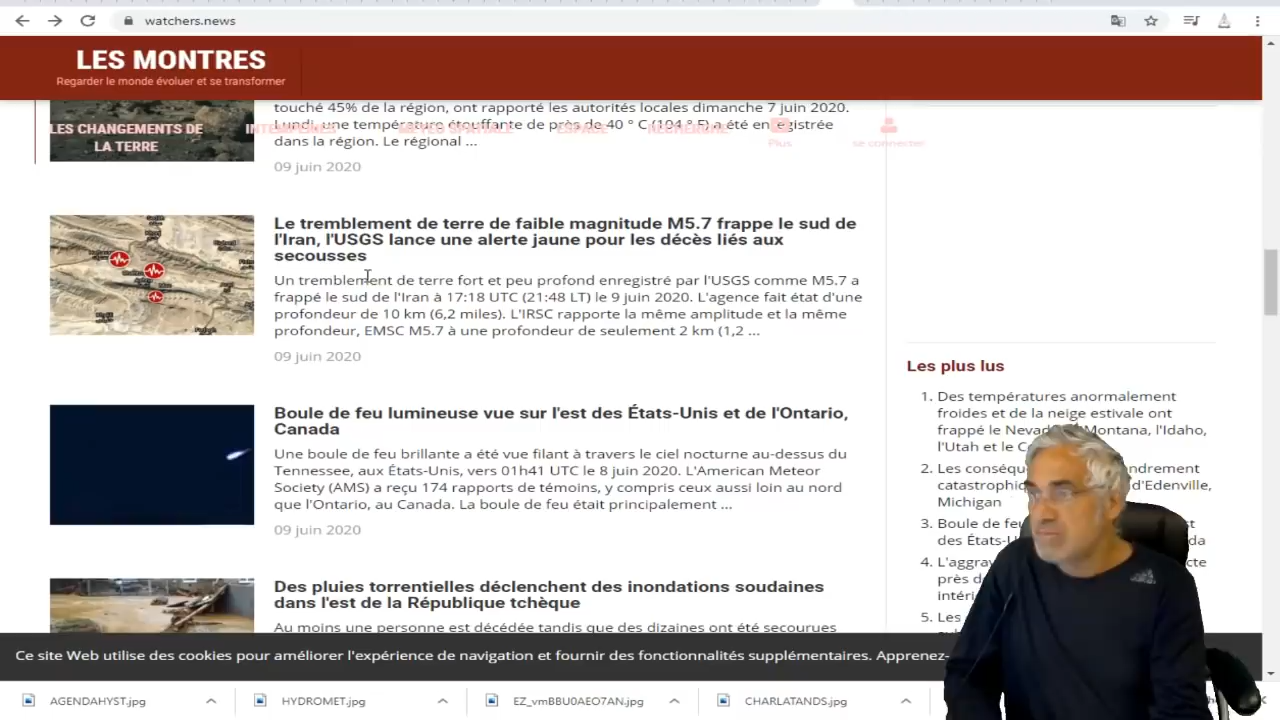 watchers.news
LES MONTRES
Regarder le monde évoluer et se transformer
touché 45% de la région, ont rapporté les autorités locales dimanche 7 juin 2020.
Lundi, une température étouffante de près de 40 ° C (104 ° F) a été enregistrée
dans la région. Le régional ...
LES CHANGEMENTS DE
LA TERRE
INTEMPÉRIES
MÉTÉO SPATIALE
ESPACE
RECHERCHE
Plus
se connecter
09 juin 2020
Le tremblement de terre de faible magnitude M5.7 frappe le sud de
l'Iran, l'USGS lance une alerte jaune pour les décès liés aux
secousses
Un tremblement de terre fort et peu profond enregistré par l'USGS comme M5.7 a
frappé le sud de l'Iran à 17:18 UTC (21:48 LT) le 9 juin 2020. L'agence fait état d'une
profondeur de 10 km (6,2 miles). L'IRSC rapporte la même amplitude et la même
profondeur, EMSC M5.7 à une profondeur de seulement 2 km (1,2 ...
09 juin 2020
Boule de feu lumineuse vue sur l'est des États-Unis et de l'Ontario,
Canada
Une boule de feu brillante a été vue filant à travers le ciel nocturne au-dessus du
Tennessee, aux États-Unis, vers 01h41 UTC le 8 juin 2020. L'American Meteor
Society (AMS) a reçu 174 rapports de témoins, y compris ceux aussi loin au nord
que l'Ontario, au Canada. La boule de feu était principalement ...
09 juin 2020
Des pluies torrentielles déclenchent des inondations soudaines
dans l'est de la République tchèque
Au moins une personne est décédée tandis que des dizaines ont été secourues
Les plus lus
1. Des températures anormalement
froides et de la neige estivale ont
frappé le Montana, l'Idaho,
l'Utah et le
2. Les
catastrophi d'Edenville,
Michigan
3. Boule de
des États-
4. L'aggrav
près d
5. Les
Ce site Web utilise des cookies pour améliorer l'expérience de navigation et fournir des fonctionnalités supplémentaires. Apprenez-
AGENDAHYST.jpg
HYDROMET.jpg
EZ_vmBBU0AEO7AN.jpg
CHARLATANDS.jpg